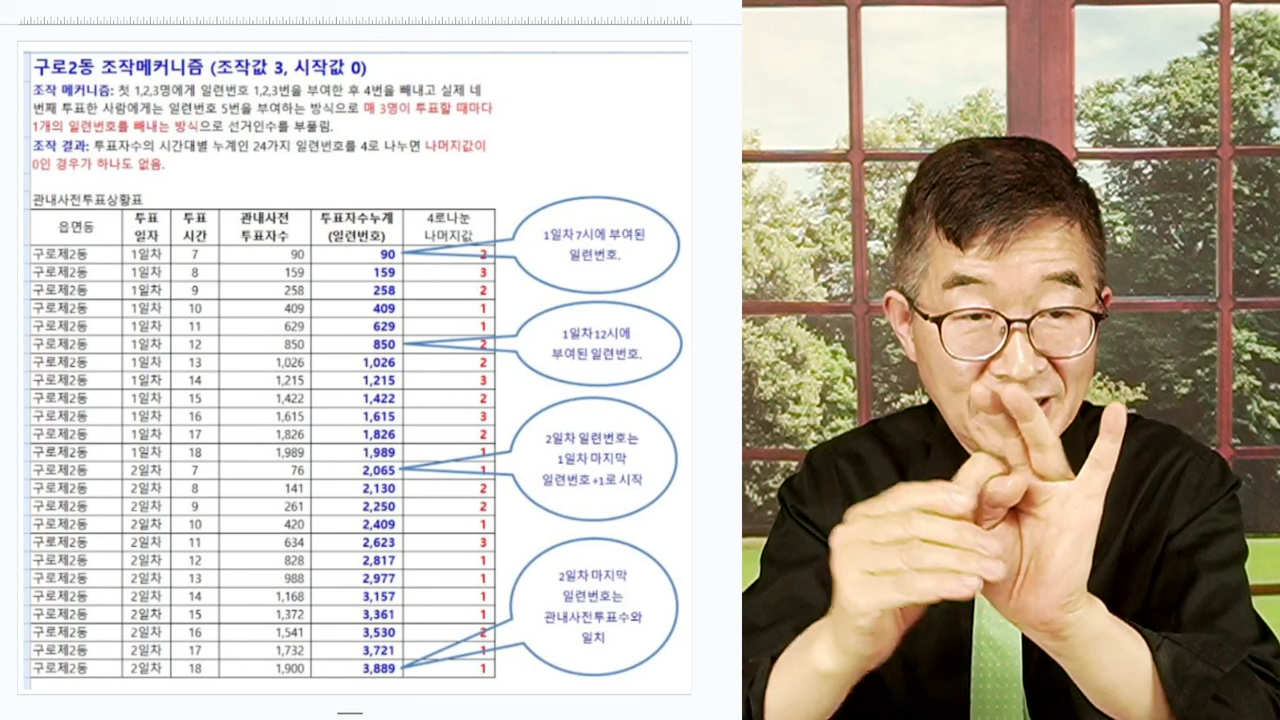 구로2동 조작메커니즘 (조작값 3, 시작값 0)
조작 메커니즘: 첫 1,2,3명에게 일련번호 1,2,3번을 부여한 후 4번을 빼내고 실제 네
번째 투표한 사람에게는 일련번호 5번을 부여하는 방식으로 매 3명이 투표할 때마다
1개의 일련번호를 빼내는 방식으로 선거인수를 부풀림.
조작 결과: 투표자수의 시간대별 누계인 24가지 일련번호를 4로 나누면 나머지값이
0인 경우가 하나도 없음.
관내사전투표상황표
읍면동 투표 일자 투표 시간 관내사전 투표자수 투표자수누계 (일련번호) 4로나눈 나머지값
구로제2동 1일차 7 90 90 2
구로제2동 1일차 8 159 159 3
구로제2동 1일차 9 258 258 2
구로제2동 1일차 10 409 409 1
구로제2동 1일차 11 629 629 1
구로제2동 1일차 12 850 850 2
구로제2동 1일차 13 1,026 1,026 2
구로제2동 1일차 14 1,215 1,215 3
구로제2동 1일차 15 1,422 1,422 2
구로제2동 1일차 16 1,615 1,615 3
구로제2동 1일차 17 1,826 1,826 2
구로제2동 1일차 18 1,989 1,989 1
구로제2동 2일차 7 76 2,065 1
구로제2동 2일차 8 141 2,130 2
구로제2동 2일차 9 261 2,250 2
구로제2동 2일차 10 420 2,409 1
구로제2동 2일차 11 634 2,623 3
구로제2동 2일차 12 828 2,817 1
구로제2동 2일차 13 988 2,977 1
구로제2동 2일차 14 1,168 3,157 1
구로제2동 2일차 15 1,372 3,361 1
구로제2동 2일차 16 1,541 3,530 2
구로제2동 2일차 17 1,732 3,721 1
구로제2동 2일차 18 1,900 3,889 1
1일차 7시에 부여된
일련번호.
1일차12시에
부여된 일련번호.
2일차 일련번호는
1일차 마지막
일련번호+1로 시작
2일차 마지막
일련번호는
관내사전투표수와
일치